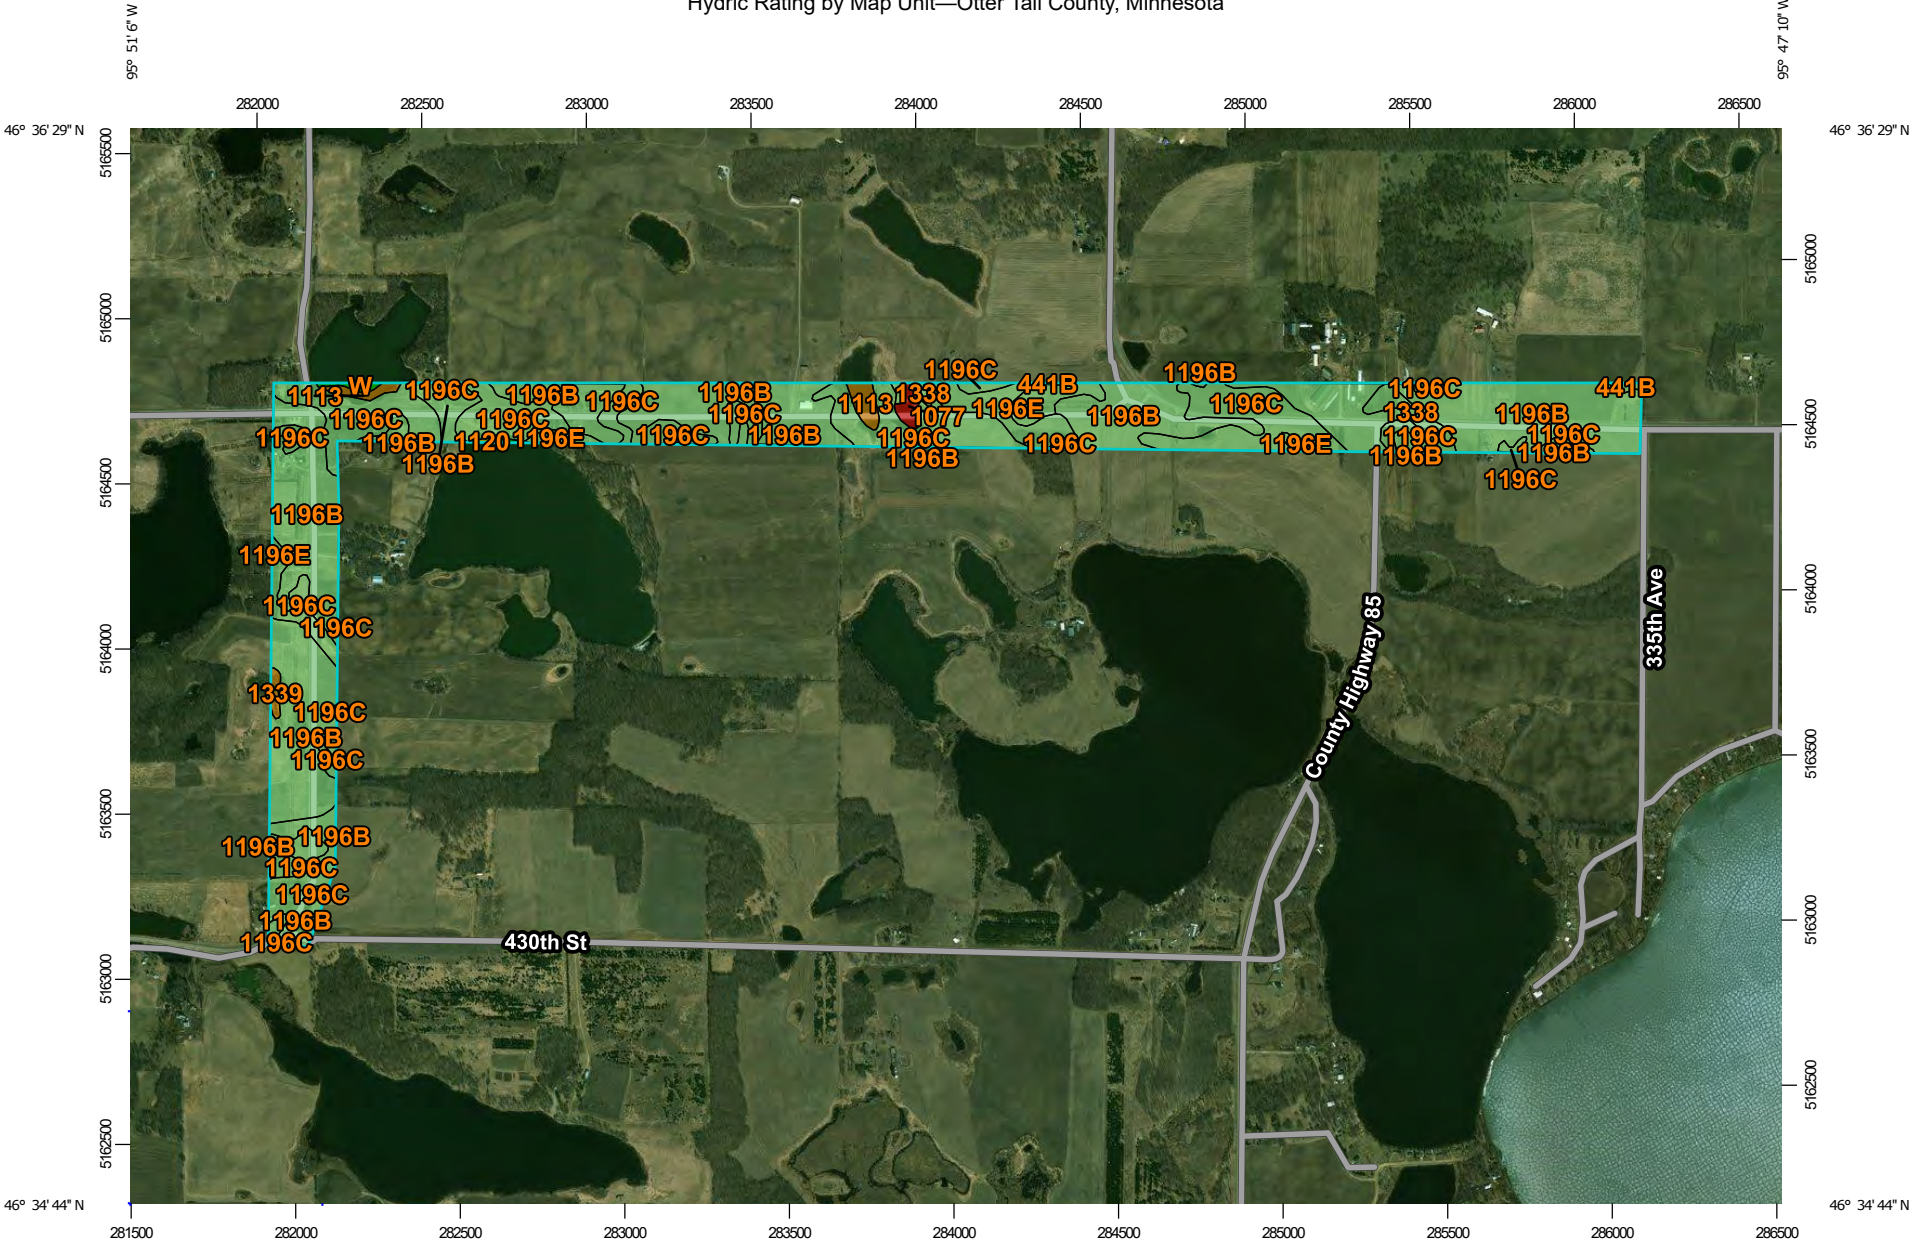 Hydric Rating by Map Unit—Otter Tail County, Minnesota
95° 51' 6'' W
95° 47' 10'' W
282000 282500 283000 283500 284000 284500 285000 285500 286000 286500
46° 36' 29'' N
46° 36' 29'' N
5165500
5165000
5165000
1196C 1196B
1113 W 1196C 1196B 1196B 1338 441B 1196C 441B
1196C 1196C 1196C 1113 1077 1196E 1196B 1196C 1338 1196B
1196C 1196B 1120 1196E 1196C 1196B 1196C 1196C 1196E 1196C 1196C
1196B 1196B 1196B 1196B
1196C
5164500
5164500
1196B
1196E
1196C
1196C
5164000
5164000
335th Ave
County Highway 85
1339
1196C
1196B
1196C
5163500
5163500
1196B
1196B
1196C
1196C
1196B
1196C
430th St
5163000
5163000
5162500
5162500
46° 34' 44'' N
46° 34' 44'' N
281500 282000 282500 283000 283500 284000 284500 285000 285500 286000 286500